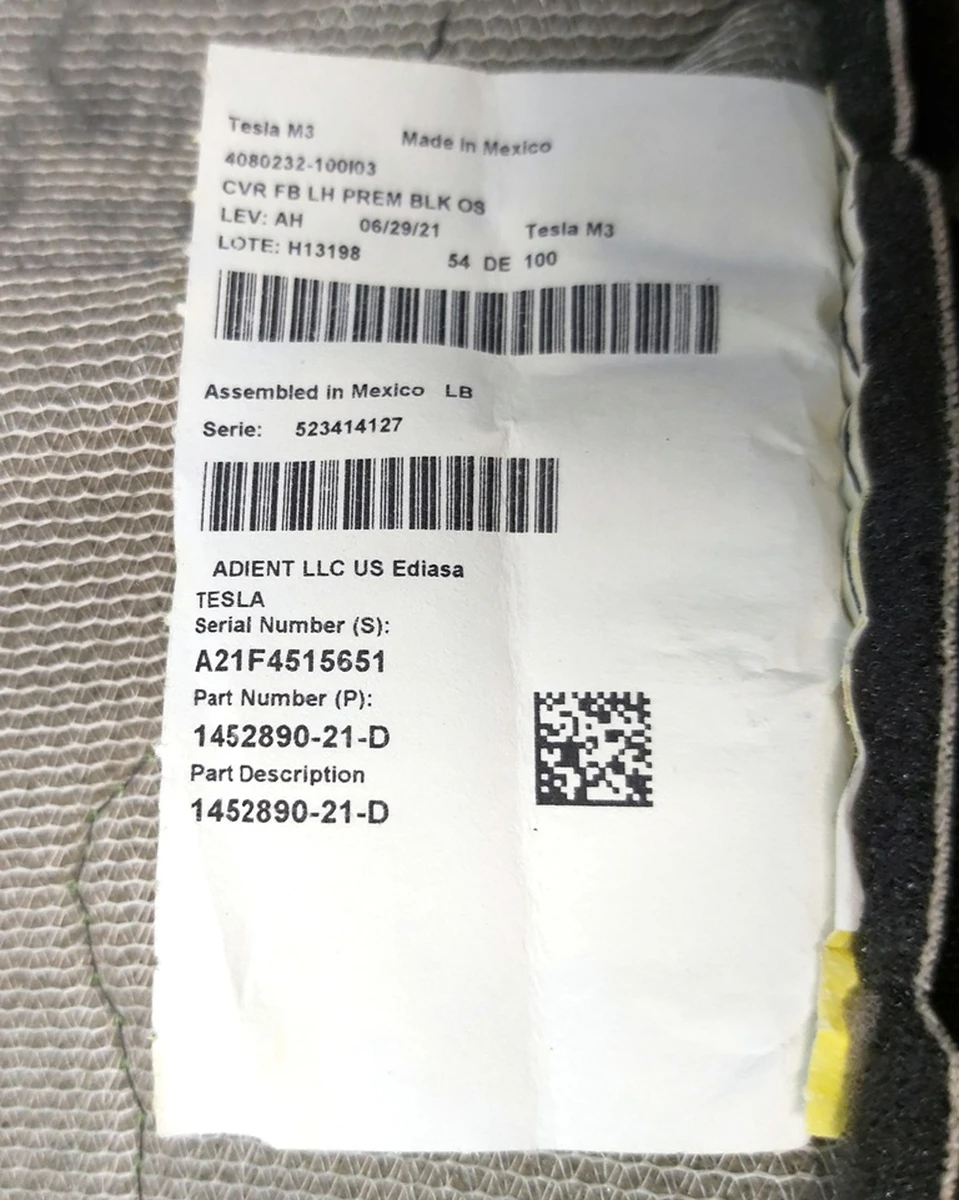 Tesla M3 Made in Mexico
4080232-100I03
CVR FB LH PREM BLK OS
LEV: AH 06/29/21 Tesla M3
LOTE: H13198 54 DE 100
Assembled in Mexico LB
Serie: 523414127
ADIENT LLC US Ediasa
TESLA
Serial Number (S):
A21F4515651
Part Number (P):
1452890-21-D
Part Description
1452890-21-D